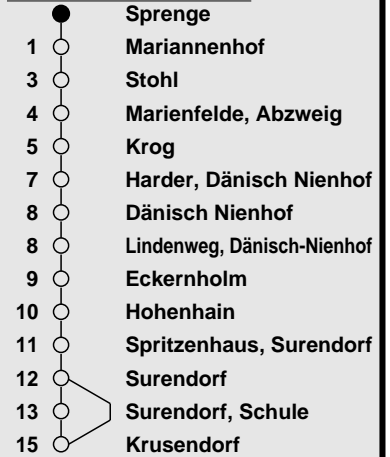 Sprenge
1 Mariannenhof
3 Stohl
4 Marienfelde, Abzweig
5 Krog
7 Harder, Dänisch Nienhof
8 Dänisch Nienhof
8 Lindenweg, Dänisch-Nienhof
9 Eckernholm
10 Hohenhain
11 Spritzenhaus, Surendorf
12 Surendorf
13 Surendorf, Schule
15 Krusendorf